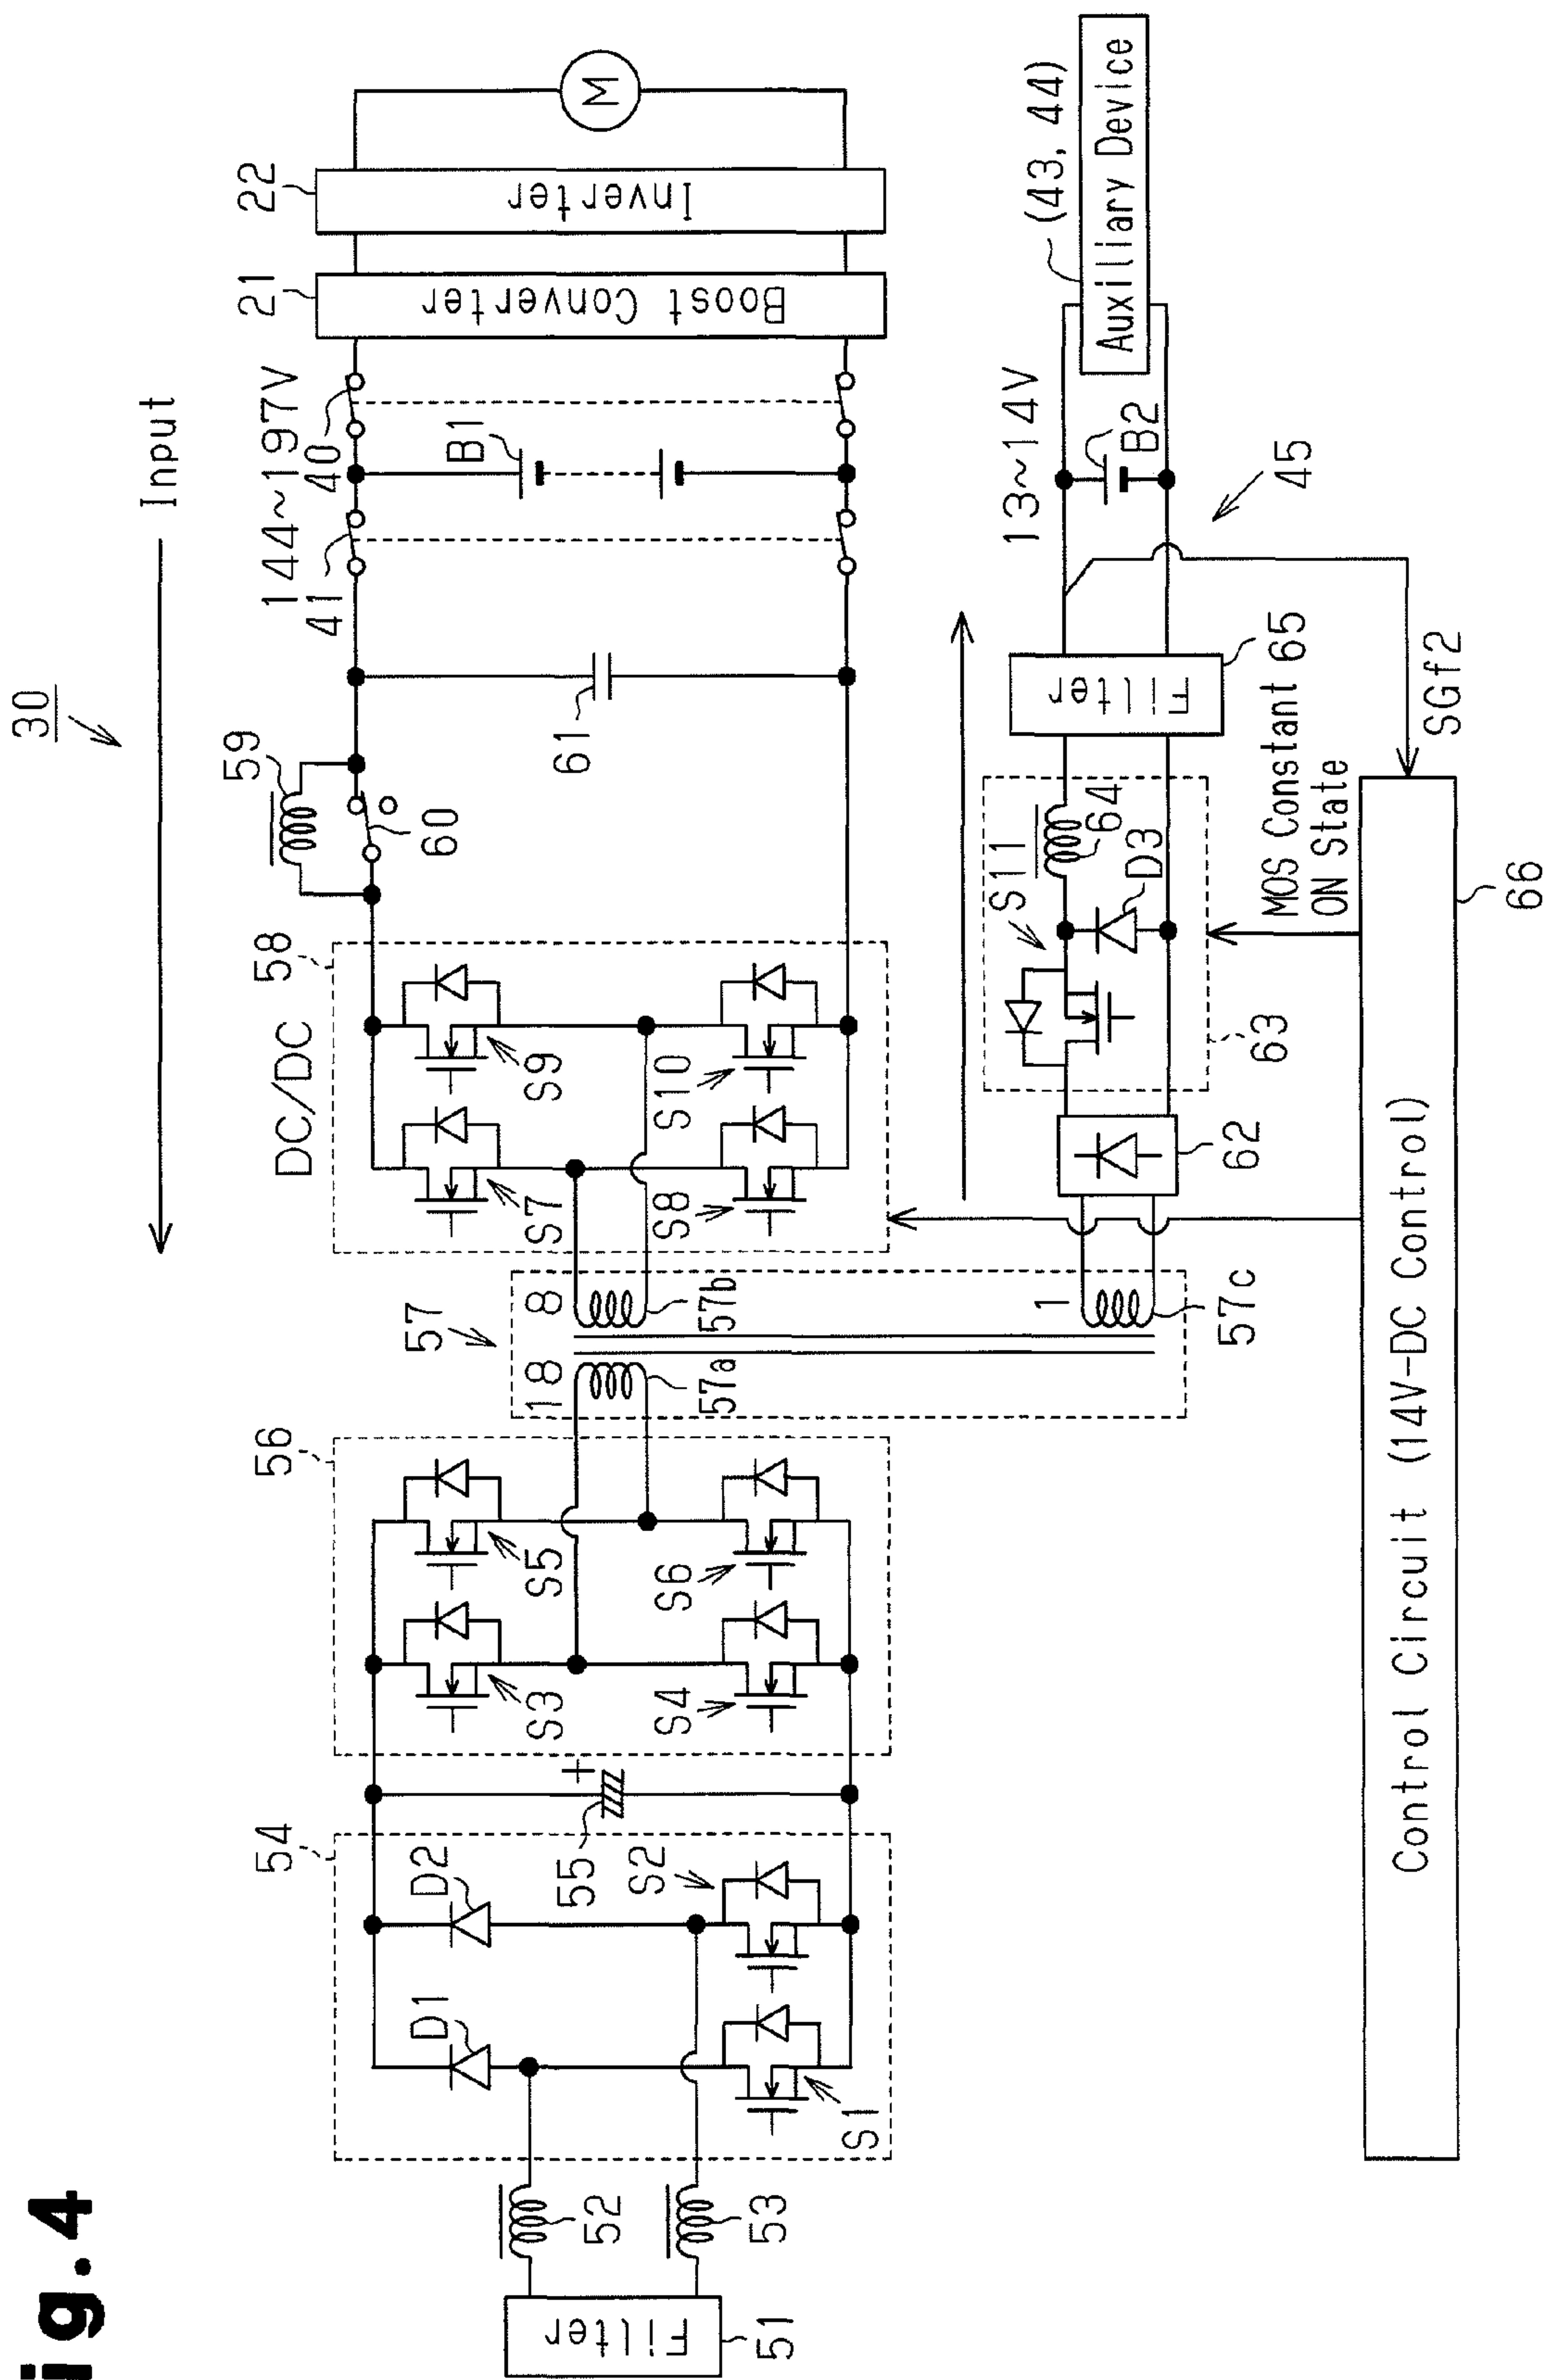 ig.4
30
Input
DC/DC
144~197V
54
56
57
58
59
60
61
41
40
21
22
Boost Converter
Inverter
M
B1
D1
D2
55
S1
S2
S3
S4
S5
S6
S7
S8
S9
S10
18
8
1
57a
57b
57c
Filter
51
52
53
62
63
S11
64
D3
Filter
65
13~14V
B2
45
(43, 44)
Auxiliary Device
SGf2
MOS Constant
ON State
Control Circuit (14V-DC Control)
66